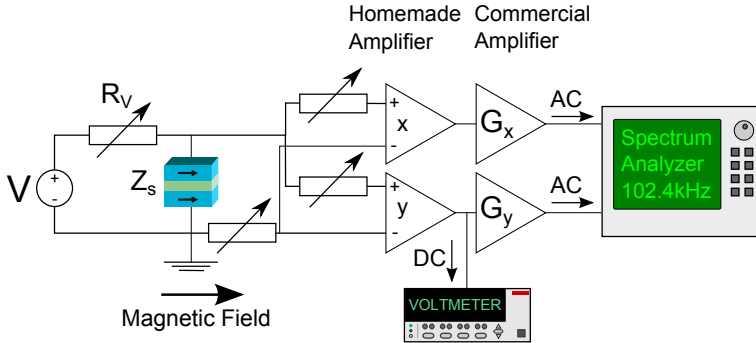 Homemade
Amplifier
Commercial
Amplifier
R_V
+
x
-
G_x
AC
Spectrum
Analyzer
102.4kHz
V
+
-
Z_s
+
y
-
G_y
AC
DC
VOLTMETER
Magnetic Field